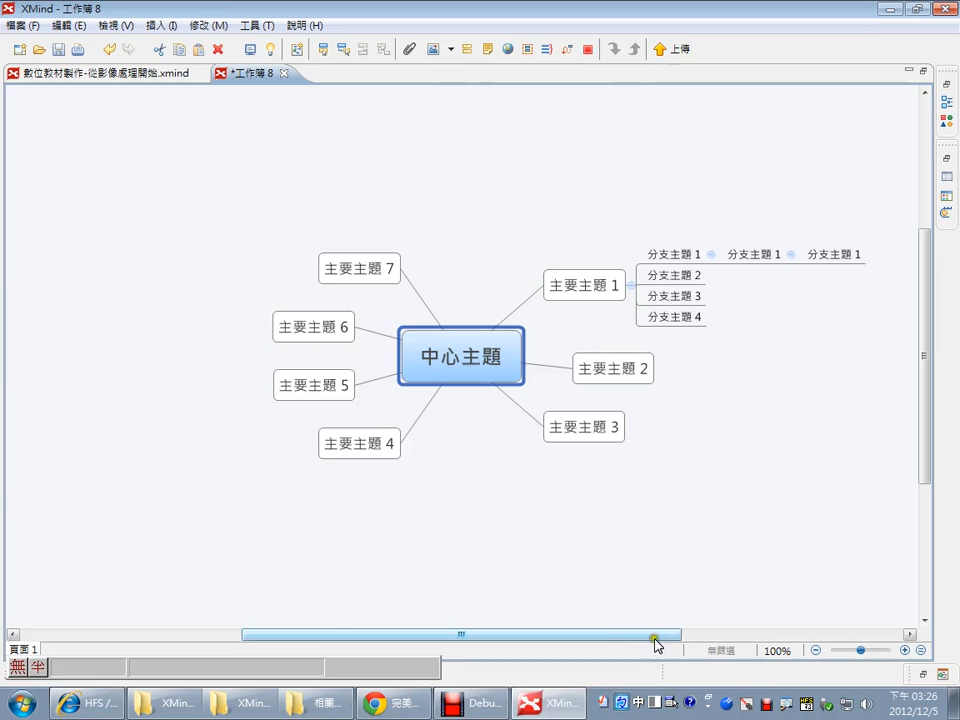 XMind - 工作簿 8
檔案 (F) 編輯 (E) 檢視 (V) 插入 (I) 修改 (M) 工具 (T) 說明 (H)
上傳
數位教材製作-從影像處理開始.xmind
*工作簿 8
分支主題 1 分支主題 1 分支主題 1
主要主題 7
主要主題 1
分支主題 2
分支主題 3
分支主題 4
主要主題 6
中心主題
主要主題 2
主要主題 5
主要主題 3
主要主題 4
頁面 1
無篩選
100%
無 半
HFS /... XMin... XMin... 相關... 完美... Debu... XMin...
中
下午 03:26
2012/12/5